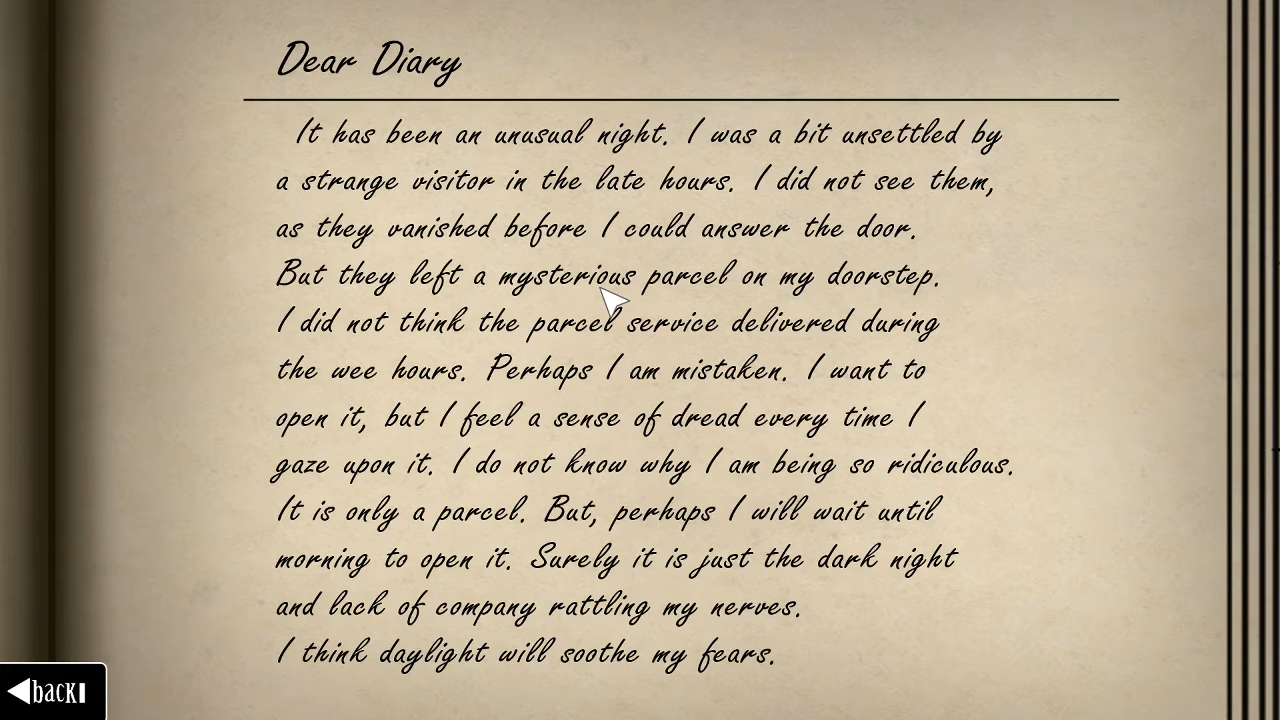 Dear Diary
It has been an unusual night. I was a bit unsettled by
a strange visitor in the late hours. I did not see them,
as they vanished before I could answer the door.
But they left a mysterious parcel on my doorstep.
I did not think the parcel service delivered during
the wee hours. Perhaps I am mistaken. I want to
open it, but I feel a sense of dread every time I
gaze upon it. I do not know why I am being so ridiculous.
It is only a parcel. But, perhaps I will wait until
morning to open it. Surely it is just the dark night
and lack of company rattling my nerves.
I think daylight will soothe my fears.
BACK